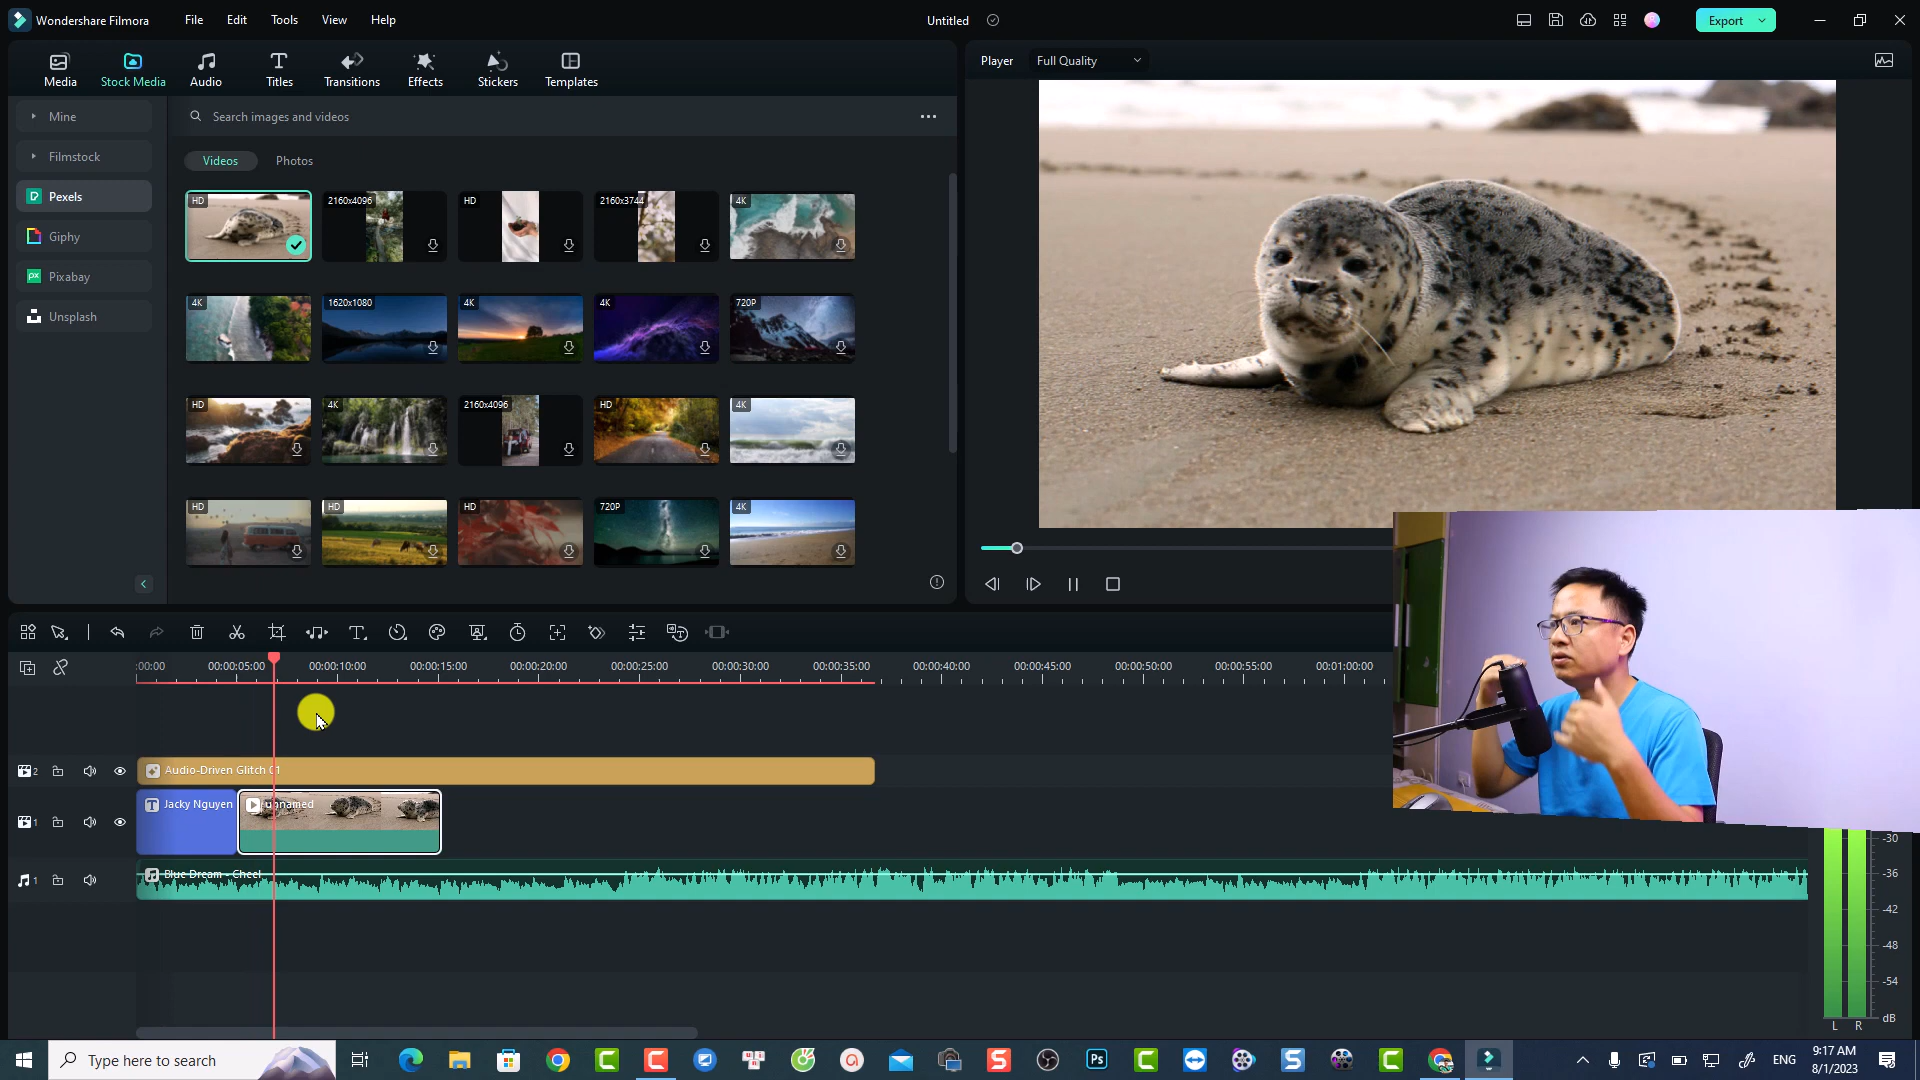 Wondershare Filmora
File
Edit
Tools
View
Help
Untitled
Export
Media
Stock Media
Audio
Titles
Transitions
Effects
Stickers
Templates
Player
Full Quality
Mine
Filmstock
Pexels
Giphy
Pixabay
Unsplash
Search images and videos
Videos
Photos
HD
2160x4096
HD
2160x3744
4K
4K
1620x1080
4K
4K
720P
HD
4K
2160x4096
HD
4K
HD
HD
HD
720P
4K
:00:00
00:00:05:00
00:00:10:00
00:00:15:00
00:00:20:00
00:00:25:00
00:00:30:00
00:00:35:00
00:00:40:00
00:00:45:00
00:00:50:00
00:00:55:00
00:01:00:00
2
Audio-Driven Glitch 01
1
Jacky Nguyen
unnamed
1
Blue Dream - Cheel
-30
-36
-42
-48
-54
dB
L
R
Type here to search
Ps
ENG
9:17 AM
8/1/2023